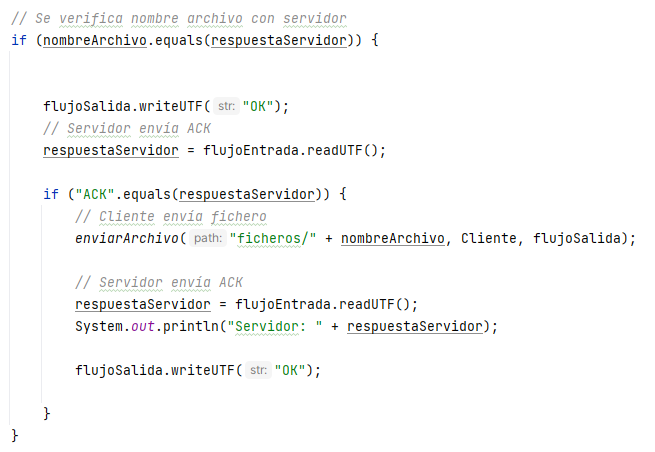 // Se verifica nombre archivo con servidor
if (nombreArchivo.equals(respuestaServidor)) {
flujoSalida.writeUTF( str: "OK");
// Servidor envía ACK
respuestaServidor = flujoEntrada.readUTF();
if ("ACK".equals(respuestaServidor)) {
// Cliente envía fichero
enviarArchivo( path: "ficheros/" + nombreArchivo, Cliente, flujoSalida);
// Servidor envía ACK
respuestaServidor = flujoEntrada.readUTF();
System.out.println("Servidor: " + respuestaServidor);
flujoSalida.writeUTF( str: "OK");
}
}